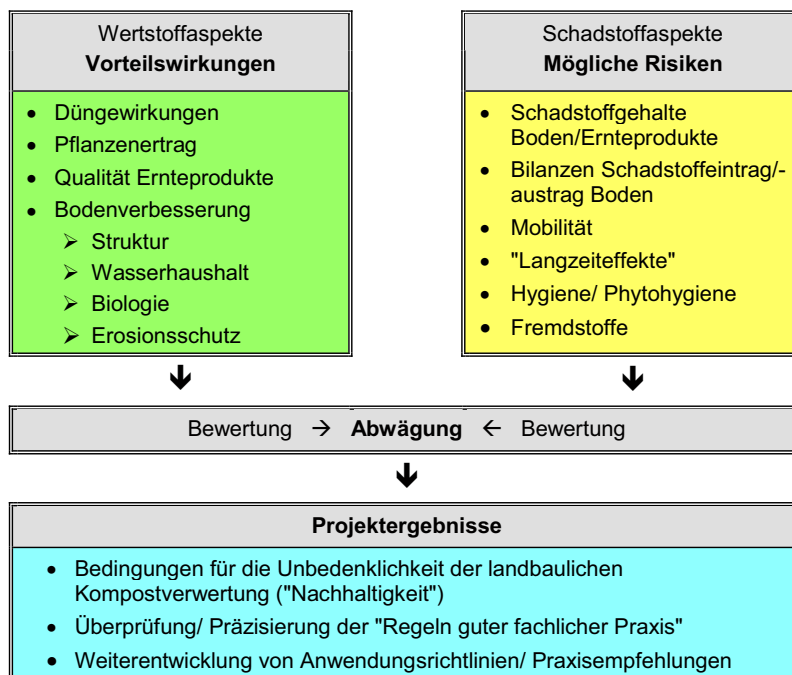 Wertstoffaspekte
Vorteilswirkungen
• Düngewirkungen
• Pflanzenertrag
• Qualität Ernteprodukte
• Bodenverbesserung
➢ Struktur
➢ Wasserhaushalt
➢ Biologie
➢ Erosionsschutz
Schadstoffaspekte
Mögliche Risiken
• Schadstoffgehalte
Boden/Ernteprodukte
• Bilanzen Schadstoffeintrag/-
austrag Boden
• Mobilität
• "Langzeiteffekte"
• Hygiene/ Phytohygiene
• Fremdstoffe
Bewertung → Abwägung ← Bewertung
Projektergebnisse
• Bedingungen für die Unbedenklichkeit der landbaulichen
Kompostverwertung ("Nachhaltigkeit")
• Überprüfung/ Präzisierung der "Regeln guter fachlicher Praxis"
• Weiterentwicklung von Anwendungsrichtlinien/ Praxisempfehlungen